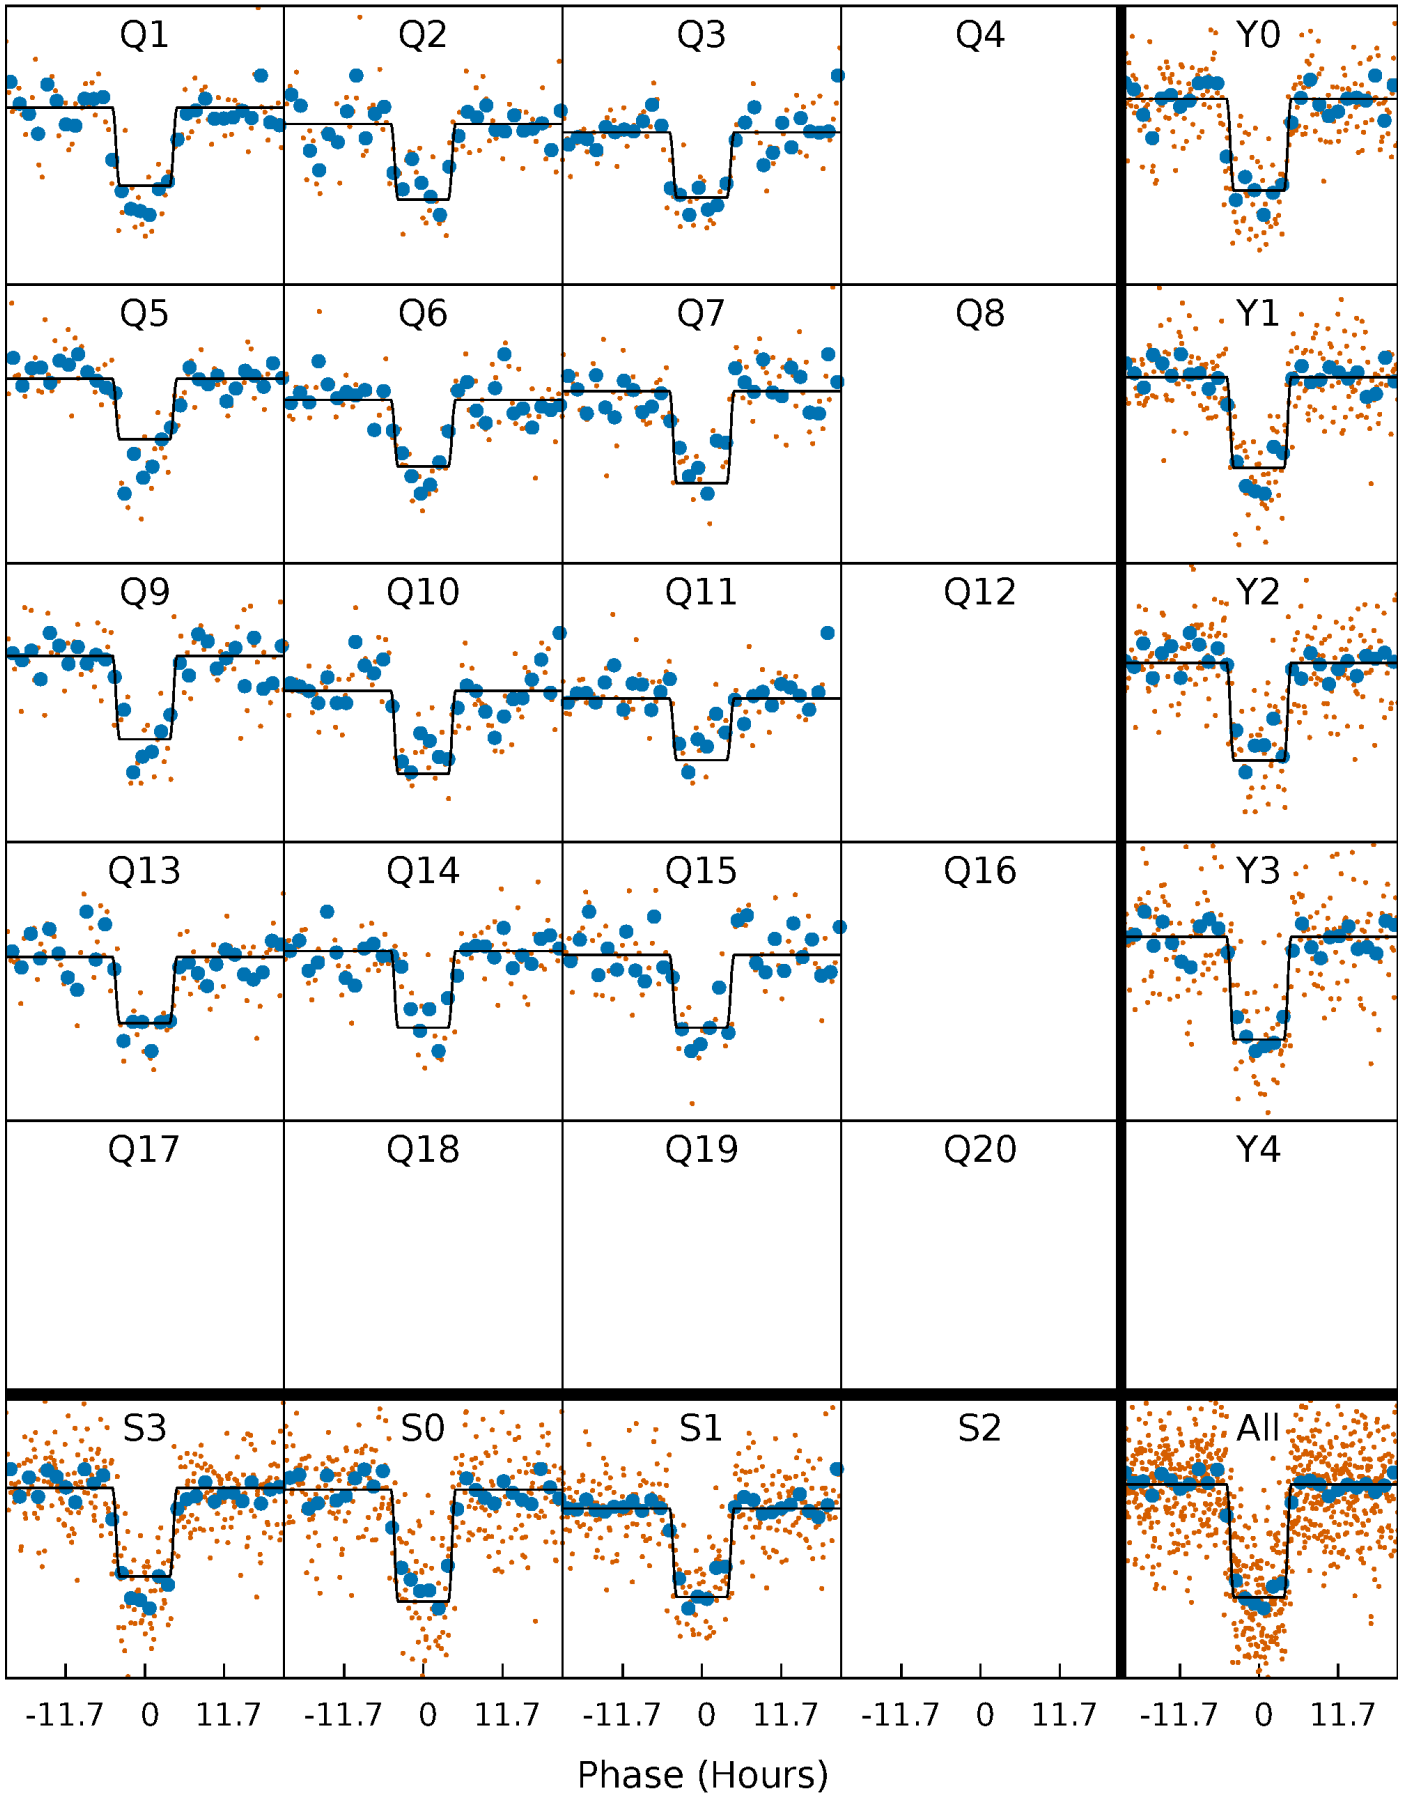 Q1 Q2 Q3 Q4 Y0
Q5 Q6 Q7 Q8 Y1
Q9 Q10 Q11 Q12 Y2
Q13 Q14 Q15 Q16 Y3
Q17 Q18 Q19 Q20 Y4
S3 S0 S1 S2 All
-11.7 0 11.7 -11.7 0 11.7 -11.7 0 11.7 -11.7 0 11.7 -11.7 0 11.7
Phase (Hours)